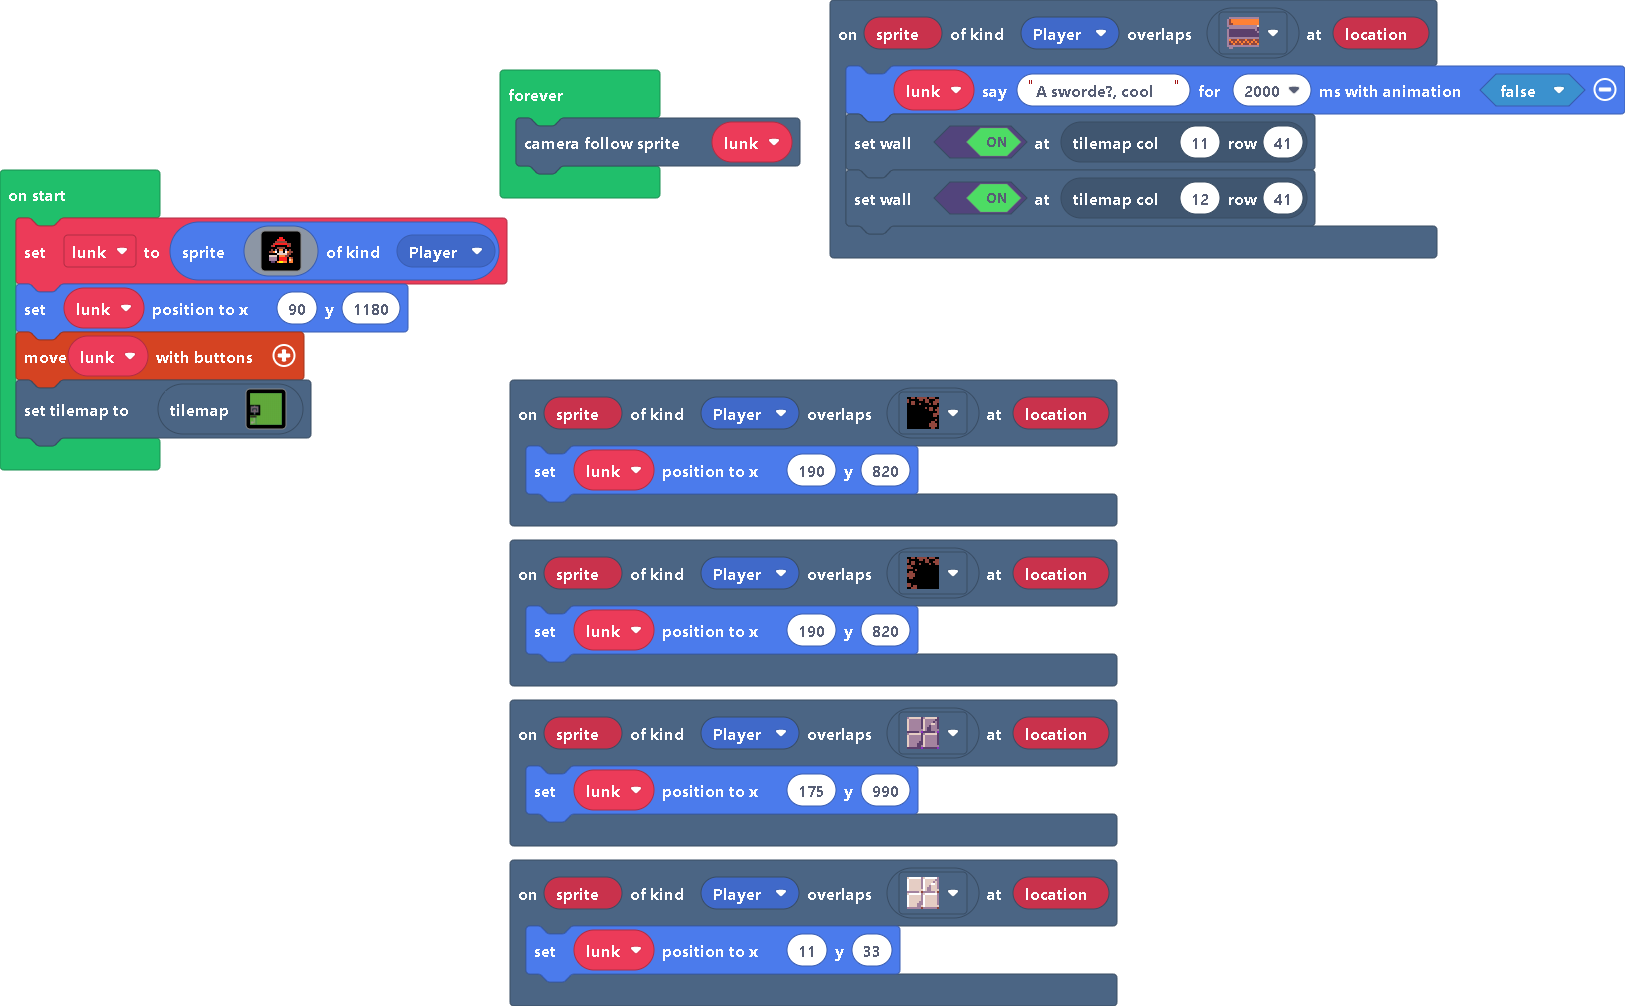 on start
set lunk to sprite of kind Player
set lunk position to x 90 y 1180
move lunk with buttons
set tilemap to tilemap
forever
camera follow sprite lunk
on sprite of kind Player overlaps at location
lunk say "A sworde?, cool " for 2000 ms with animation false
set wall ON at tilemap col 11 row 41
set wall ON at tilemap col 12 row 41
on sprite of kind Player overlaps at location
set lunk position to x 190 y 820
on sprite of kind Player overlaps at location
set lunk position to x 190 y 820
on sprite of kind Player overlaps at location
set lunk position to x 175 y 990
on sprite of kind Player overlaps at location
set lunk position to x 11 y 33